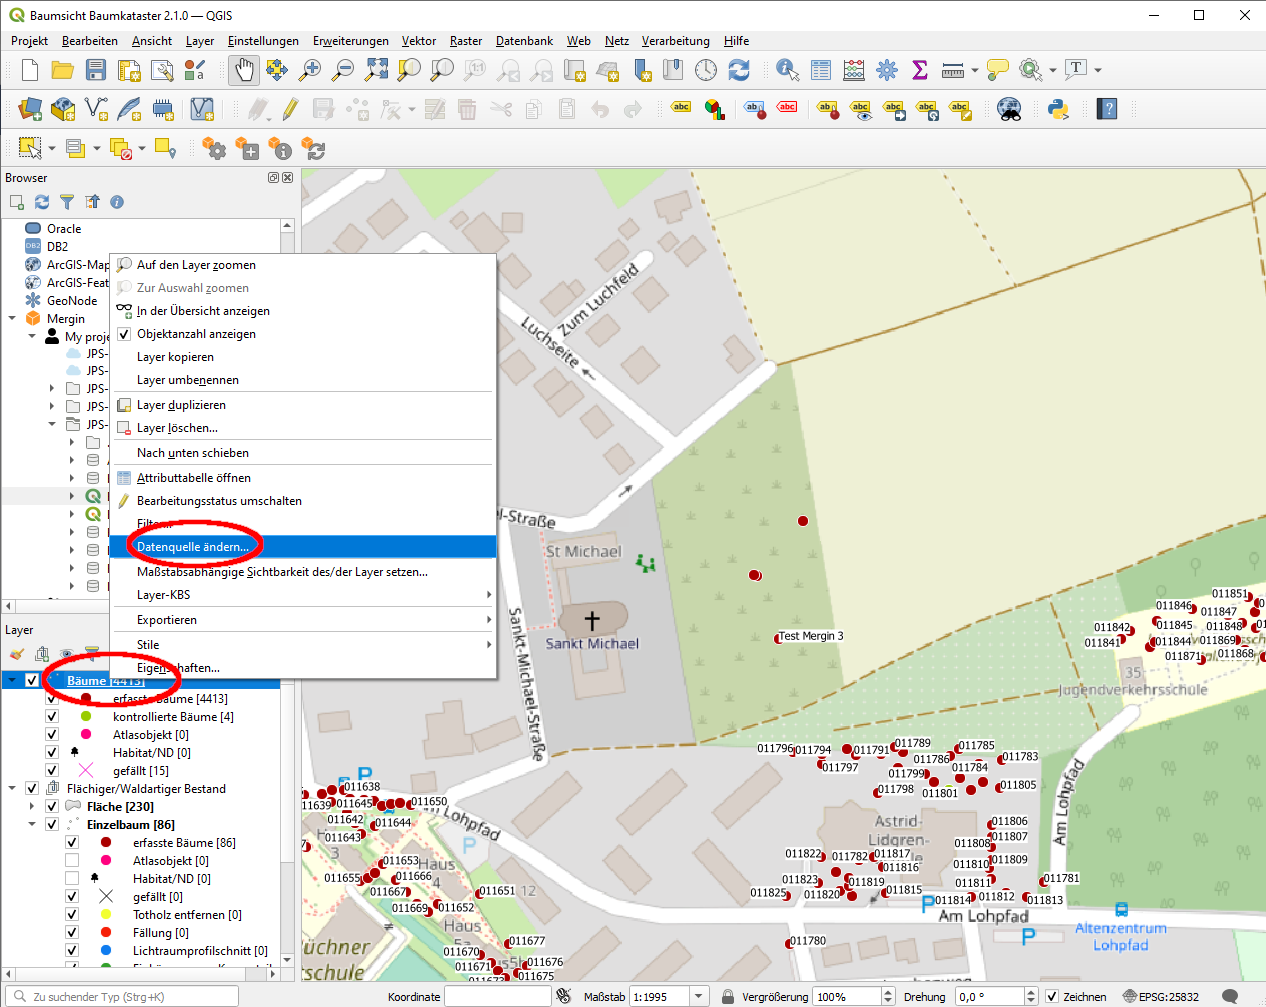 Baumsicht Baumkataster 2.1.0 — QGIS
Projekt Bearbeiten Ansicht Layer Einstellungen Erweiterungen Vektor Raster Datenbank Web Netz Verarbeitung Hilfe
Browser
Oracle
DB2
ArcGIS-Map
ArcGIS-Feat
GeoNode
Mergin
My proje
JPS-
JPS-
JPS-
JPS-
JPS-
Auf den Layer zoomen
Zur Auswahl zoomen
In der Übersicht anzeigen
Objektanzahl anzeigen
Layer kopieren
Layer umbenennen
Layer duplizieren
Layer löschen...
Nach unten schieben
Attributtabelle öffnen
Bearbeitungsstatus umschalten
Filter...
Datenquelle ändern...
Maßstabsabhängige Sichtbarkeit des/der Layer setzen...
Layer-KBS
Exportieren
Stile
Eigenschaften...
Layer
Bäume [4413]
erfasste Bäume [4413]
kontrollierte Bäume [4]
Atlasobjekt [0]
Habitat/ND [0]
gefällt [15]
Flächiger/Waldartiger Bestand
Fläche [230]
Einzelbaum [86]
erfasste Bäume [86]
Atlasobjekt [0]
Habitat/ND [0]
gefällt [0]
Totholz entfernen [0]
Fällung [0]
Lichtraumprofilschnitt [0]
Zum Luchfeld
Luchseite
el-Straße
St Michael
Sankt Michael
Sankt-Michael-Straße
Test Mergin 3
35
Jugendverkehrsschule
011851
011846
011847
011845
011848
011842
011841
011844
011869
011871
011868
011796
011794
011791
011789
011785
011786
011783
011797
011799
011784
011798
011801
011805
Astrid-
Lidgren-
011806
011807
011808
011809
011810
011811
011812
011813
011814
011781
011822
011782
011817
011816
011823
011819
011820
011815
011825
011780
Am Lohpfad
Am Lohpfad
Altenzentrum
Lohpfad
P
P
P
P
011638
011639
011645
011650
011642
011644
011643
Lohpfad
Haus
3
011653
011655
011666
011667
011669
011652
011651
Haus
4
12
Haus
011677
011670
011676
011671
011675
üchner
schule
Zu suchender Typ (Strg+K)
Koordinate
Maßstab 1:1995
Vergrößerung 100%
Drehung 0,0 °
Zeichnen
EPSG:25832